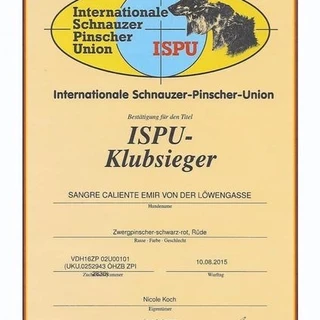 Internationale
Schnauzer
Pinscher
Union
ISPU
Internationale Schnauzer-Pinscher-Union
Bestätigung für den Titel
ISPU-
Klubsieger
SANGRE CALIENTE EMIR VON DER LÖWENGASSE
Hundename
Zwergpinscher-schwarz-rot, Rüde
Rasse - Farbe - Geschlecht
VDH16ZP 02U00101
(UKU.0252943 ÖHZB ZPI
10.08.2015
Wurftag
Nicole Koch
Eigentümer